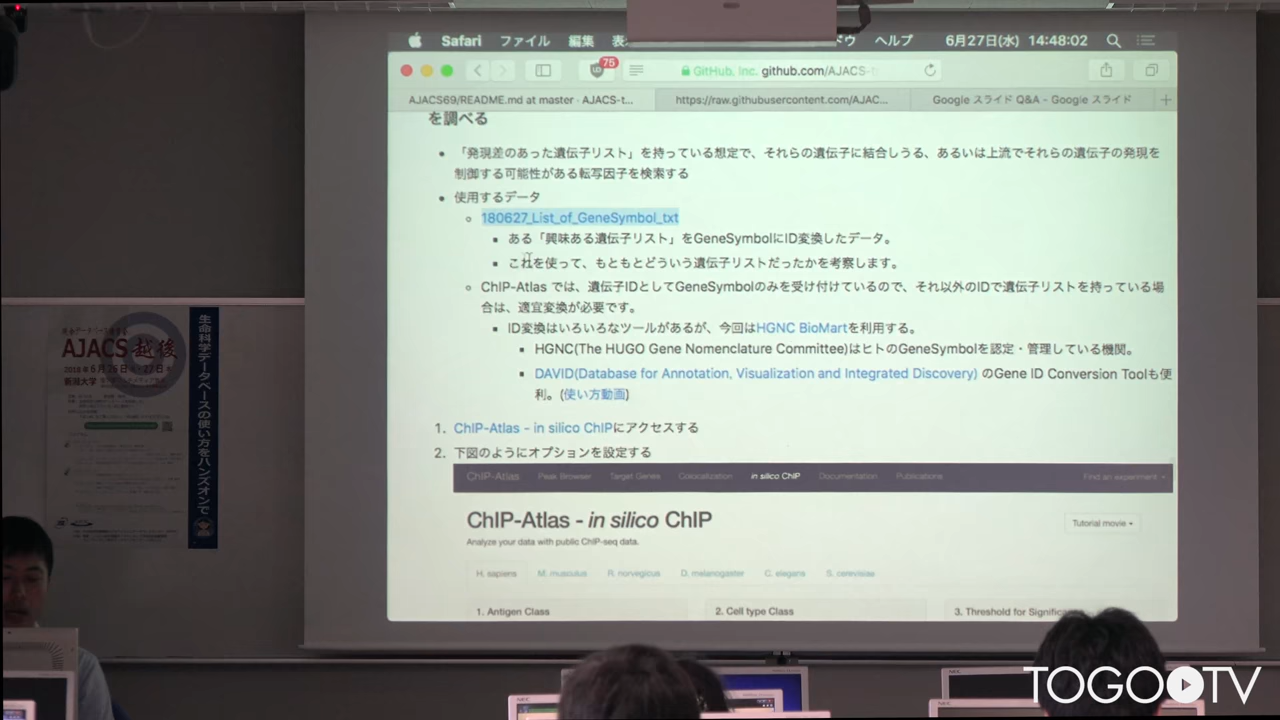 Safari ファイル 編集 ヘルプ 6月27日(水) 14:48:02
75
GitHub, Inc. github.com/AJACS-t
AJACS69/README.md at master · AJACS-t...
https://raw.githubusercontent.com/AJAC...
Google スライド Q&A - Google スライド
を調べる
「発現差のあった遺伝子リスト」を持っている想定で、それらの遺伝子に結合しうる、あるいは上流でそれらの遺伝子の発現を
制御する可能性がある転写因子を検索する
使用するデータ
180627_List_of_GeneSymbol_txt
ある「興味ある遺伝子リスト」をGeneSymbolにID変換したデータ。
これを使って、もともとどういう遺伝子リストだったかを考察します。
ChIP-Atlas では、遺伝子IDとしてGeneSymbolのみを受け付けているので、それ以外のIDで遺伝子リストを持っている場
合は、適宜変換が必要です。
ID変換はいろいろなツールがあるが、今回はHGNC BioMartを利用する。
HGNC(The HUGO Gene Nomenclature Committee)はヒトのGeneSymbolを認定・管理している機関。
DAVID(Database for Annotation, Visualization and Integrated Discovery) のGene ID Conversion Toolも便
利。(使い方動画)
1. ChIP-Atlas - in silico ChIPにアクセスする
2. 下図のようにオプションを設定する
ChIP-Atlas Peak Browser Target Genes Colocalization in silico ChIP Documentation Publications Find an experiment
ChIP-Atlas - in silico ChIP
Tutorial movie
Analyze your data with public ChIP-seq data.
H. sapiens M. musculus R. norvegicus D. melanogaster C. elegans S. cerevisiae
1. Antigen Class
2. Cell type Class
3. Threshold for Significa
AJACS 越後
新潟大学
生命科学データベースの使い方をハンズオンで
NEC
NEC
NEC
NEC
TOGO TV